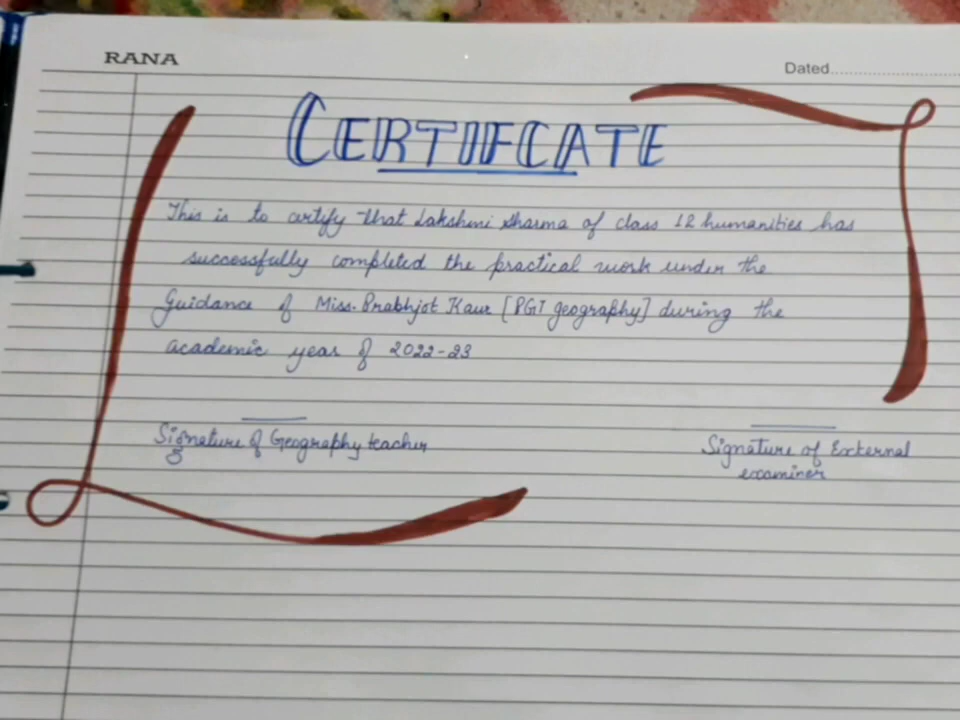 RANA
Dated..............................
CERTIFCATE
This is to certify that Lakshmi Sharma of class 12 humanities has
successfully completed the practical work under the
Guidance of Miss. Prabhjot Kaur [PGT geography] during the
academic year of 2022-23
Signature of Geography teacher
Signature of External
examiner